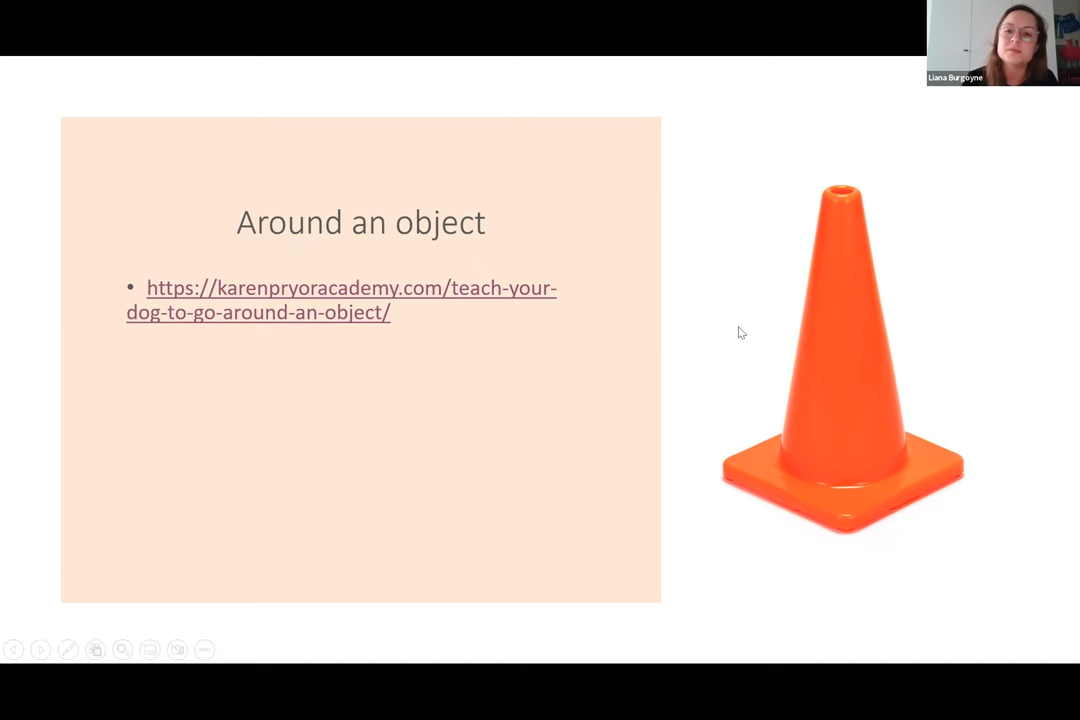 Liana Burgoyne
Around an object
• https://karenpryoracademy.com/teach-your-
dog-to-go-around-an-object/